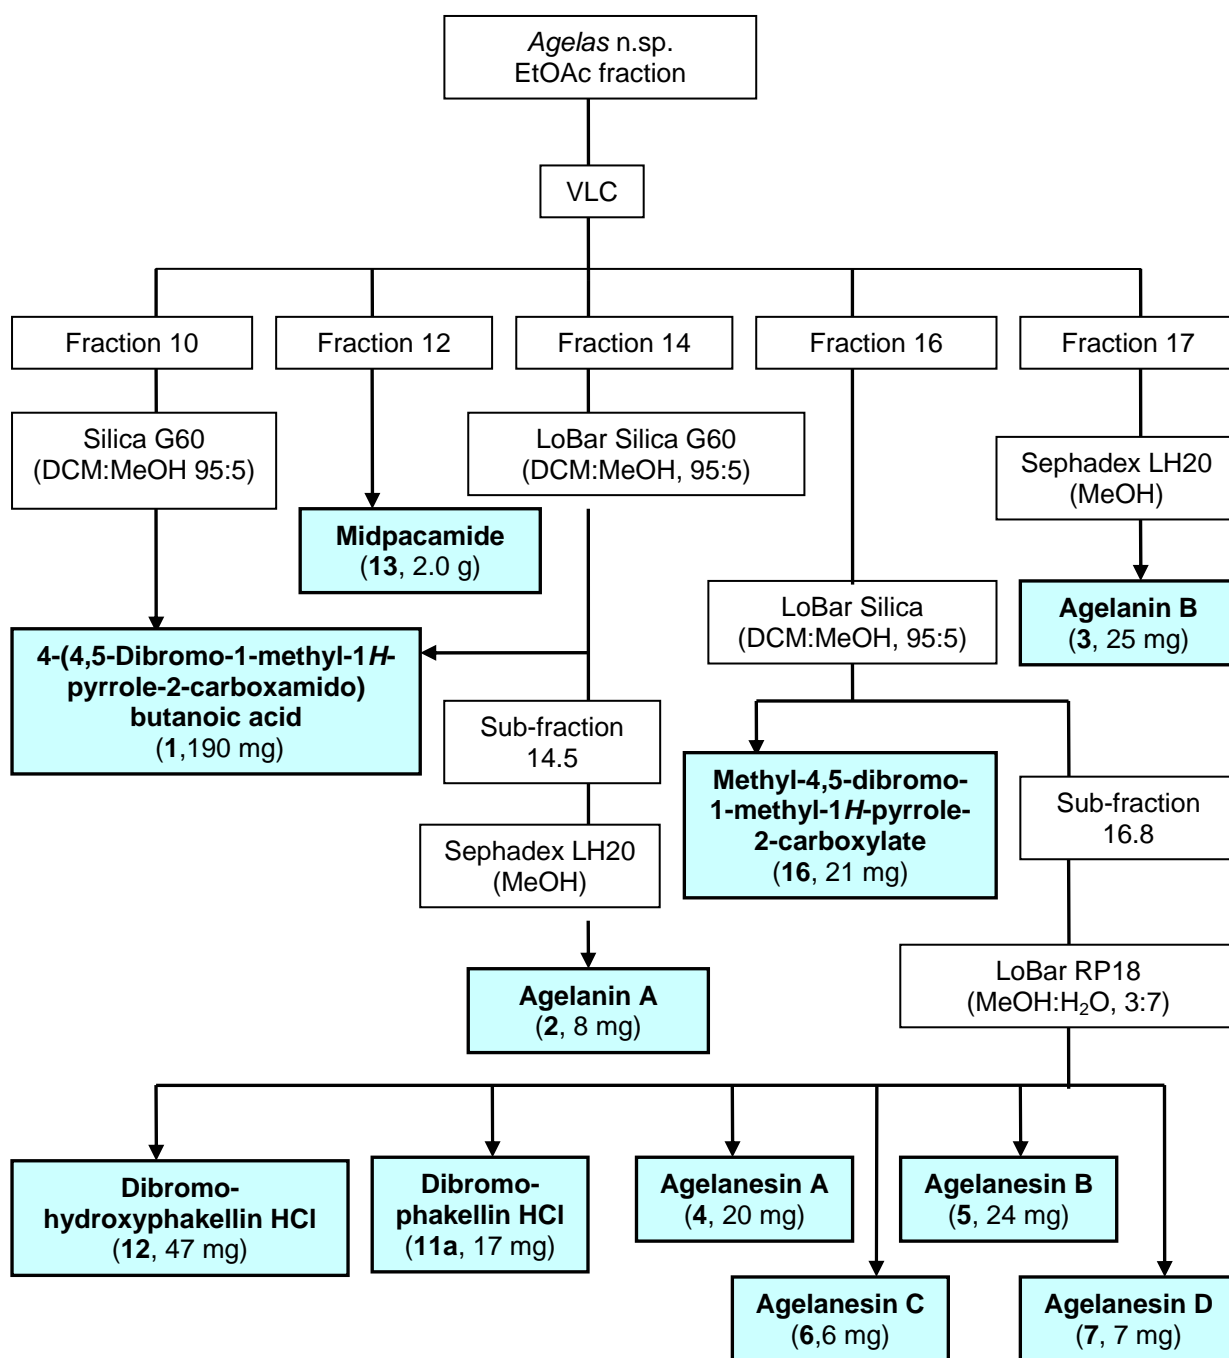 Agelas n.sp.
EtOAc fraction
VLC
Fraction 10
Fraction 12
Fraction 14
Fraction 16
Fraction 17
Silica G60
(DCM:MeOH 95:5)
LoBar Silica G60
(DCM:MeOH, 95:5)
Sephadex LH20
(MeOH)
Midpacamide
(13, 2.0 g)
LoBar Silica
(DCM:MeOH, 95:5)
Agelanin B
(3, 25 mg)
4-(4,5-Dibromo-1-methyl-1H-
pyrrole-2-carboxamido)
butanoic acid
(1,190 mg)
Sub-fraction
14.5
Methyl-4,5-dibromo-
1-methyl-1H-pyrrole-
2-carboxylate
(16, 21 mg)
Sub-fraction
16.8
Sephadex LH20
(MeOH)
LoBar RP18
(MeOH:H₂O, 3:7)
Agelanin A
(2, 8 mg)
Dibromo-
hydroxyphakellin HCl
(12, 47 mg)
Dibromo-
phakellin HCl
(11a, 17 mg)
Agelanesin A
(4, 20 mg)
Agelanesin B
(5, 24 mg)
Agelanesin C
(6,6 mg)
Agelanesin D
(7, 7 mg)